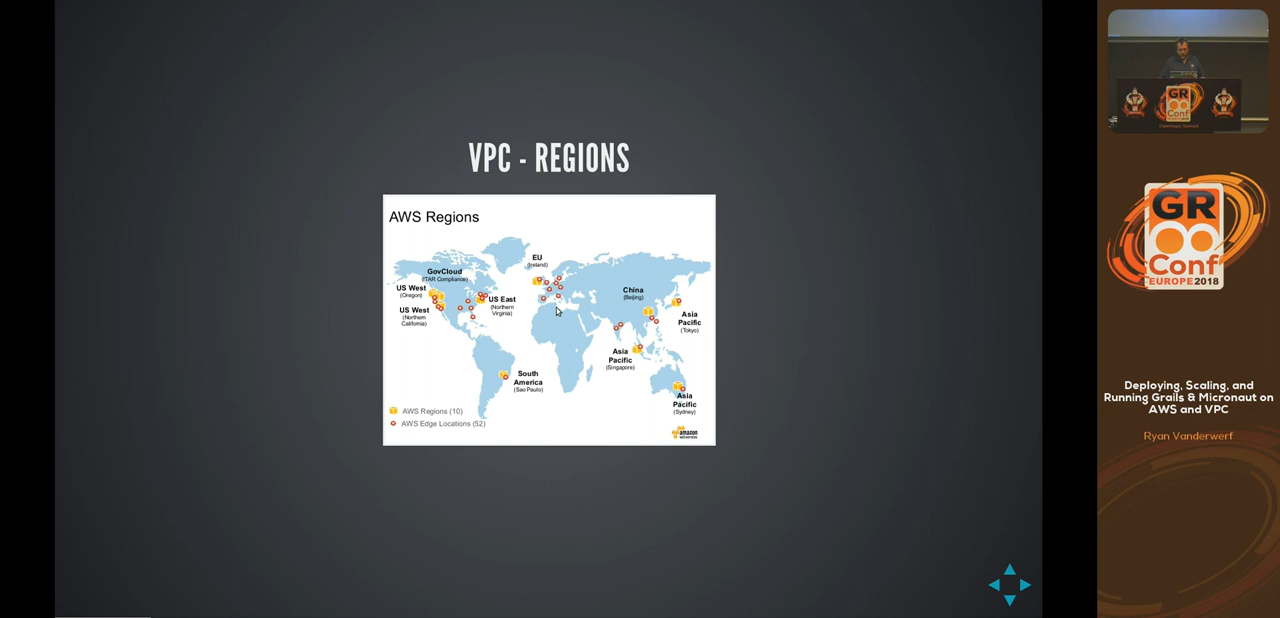 VPC - REGIONS
AWS Regions
EU
(Ireland)
GovCloud
(ITAR Compliance)
US West
(Oregon)
US East
(Northern
Virginia)
US West
(Northern
California)
China
(Beijing)
Asia
Pacific
(Tokyo)
Asia
Pacific
(Singapore)
South
America
(Sao Paulo)
Asia
Pacific
(Sydney)
AWS Regions (10)
AWS Edge Locations (52)
amazon
GR
Conf
GR
Conf
EUROPE 2018
Deploying, Scaling, and
Running Grails & Micronaut on
AWS and VPC
Ryan Vanderwerf